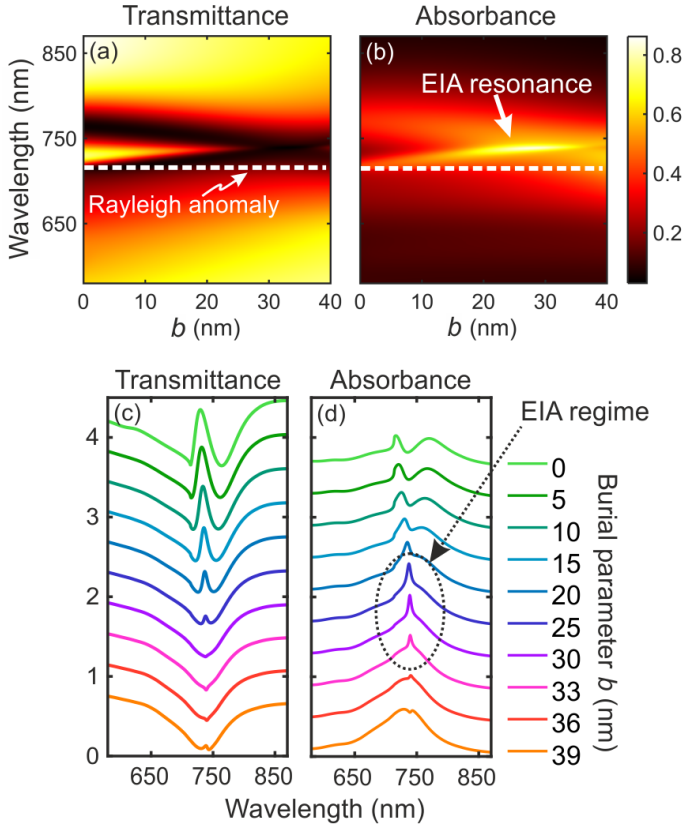 Transmittance
Absorbance
(a)
(b)
EIA resonance
Rayleigh anomaly
Wavelength (nm)
850
750
650
0
10
20
30
40
b (nm)
0
10
20
30
40
b (nm)
0.8
0.6
0.4
0.2
Transmittance
Absorbance
(c)
(d)
EIA regime
4
3
2
1
0
650
750
850
650
750
850
Wavelength (nm)
0
5
10
15
20
25
30
33
36
39
Burial parameter b (nm)